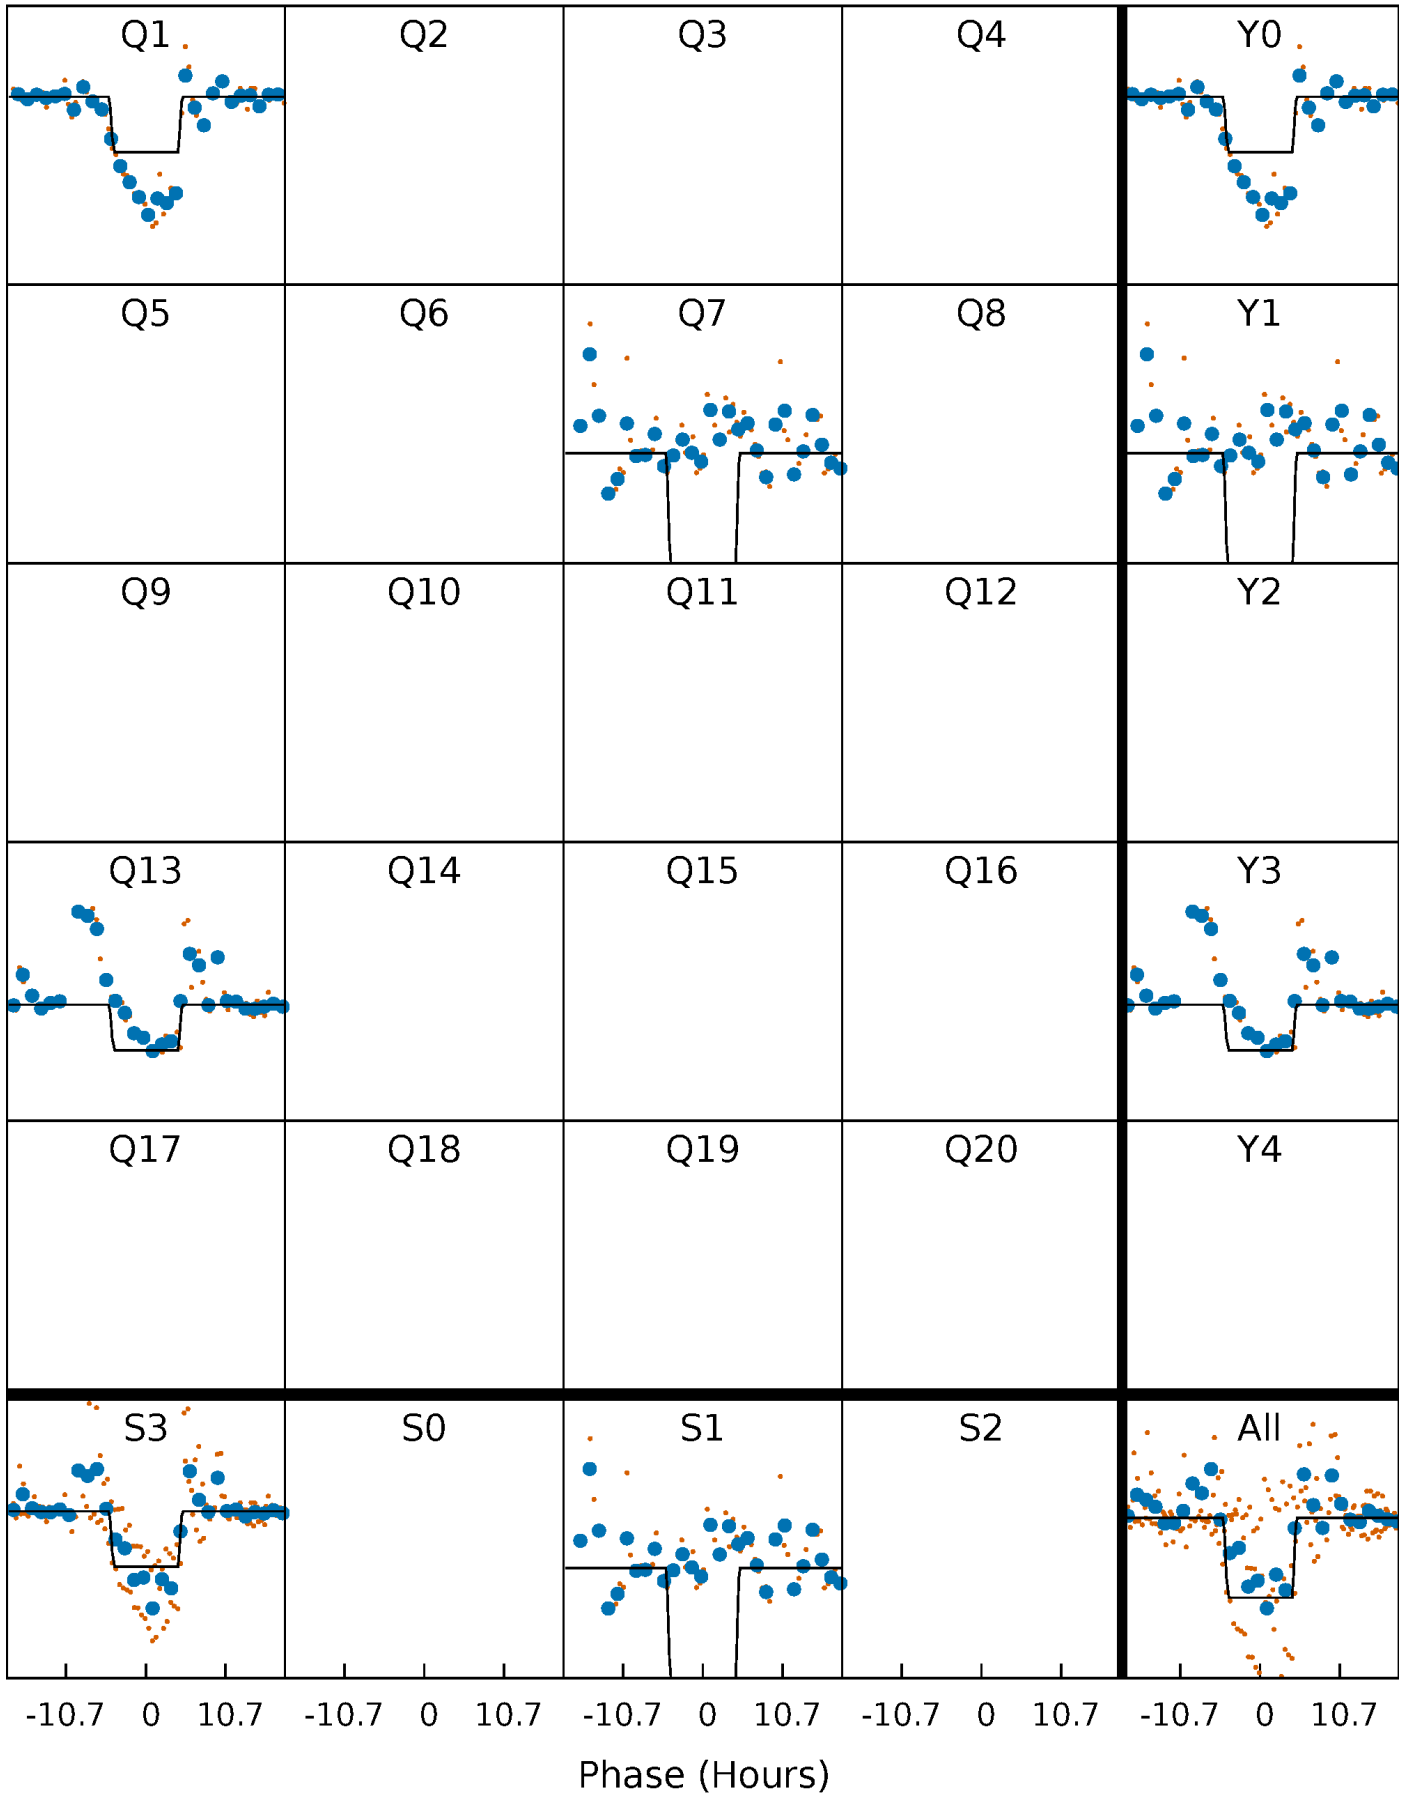 Q1 Q2 Q3 Q4 Y0
Q5 Q6 Q7 Q8 Y1
Q9 Q10 Q11 Q12 Y2
Q13 Q14 Q15 Q16 Y3
Q17 Q18 Q19 Q20 Y4
S3 S0 S1 S2 All
-10.7 0 10.7 -10.7 0 10.7 -10.7 0 10.7 -10.7 0 10.7 -10.7 0 10.7
Phase (Hours)